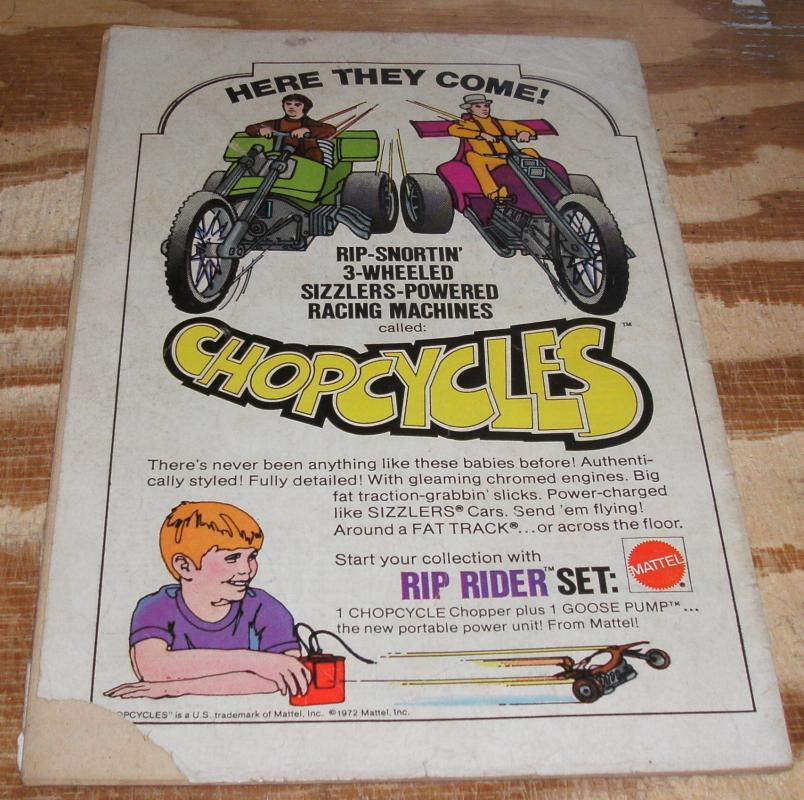 HERE THEY COME!
RIP-SNORTIN'
3-WHEELED
SIZZLERS-POWERED
RACING MACHINES
called:
CHOPCYCLES™
There's never been anything like these babies before! Authenti-
cally styled! Fully detailed! With gleaming chromed engines. Big
fat traction-grabbin' slicks. Power-charged
like SIZZLERS® Cars. Send 'em flying!
Around a FAT TRACK®...or across the floor.
Start your collection with
RIP RIDER™ SET:
MATTEL®
1 CHOPCYCLE Chopper plus 1 GOOSE PUMP™...
the new portable power unit! From Mattel!
OPCYCLES" is a U.S. trademark of Mattel, Inc. ©1972 Mattel, Inc.